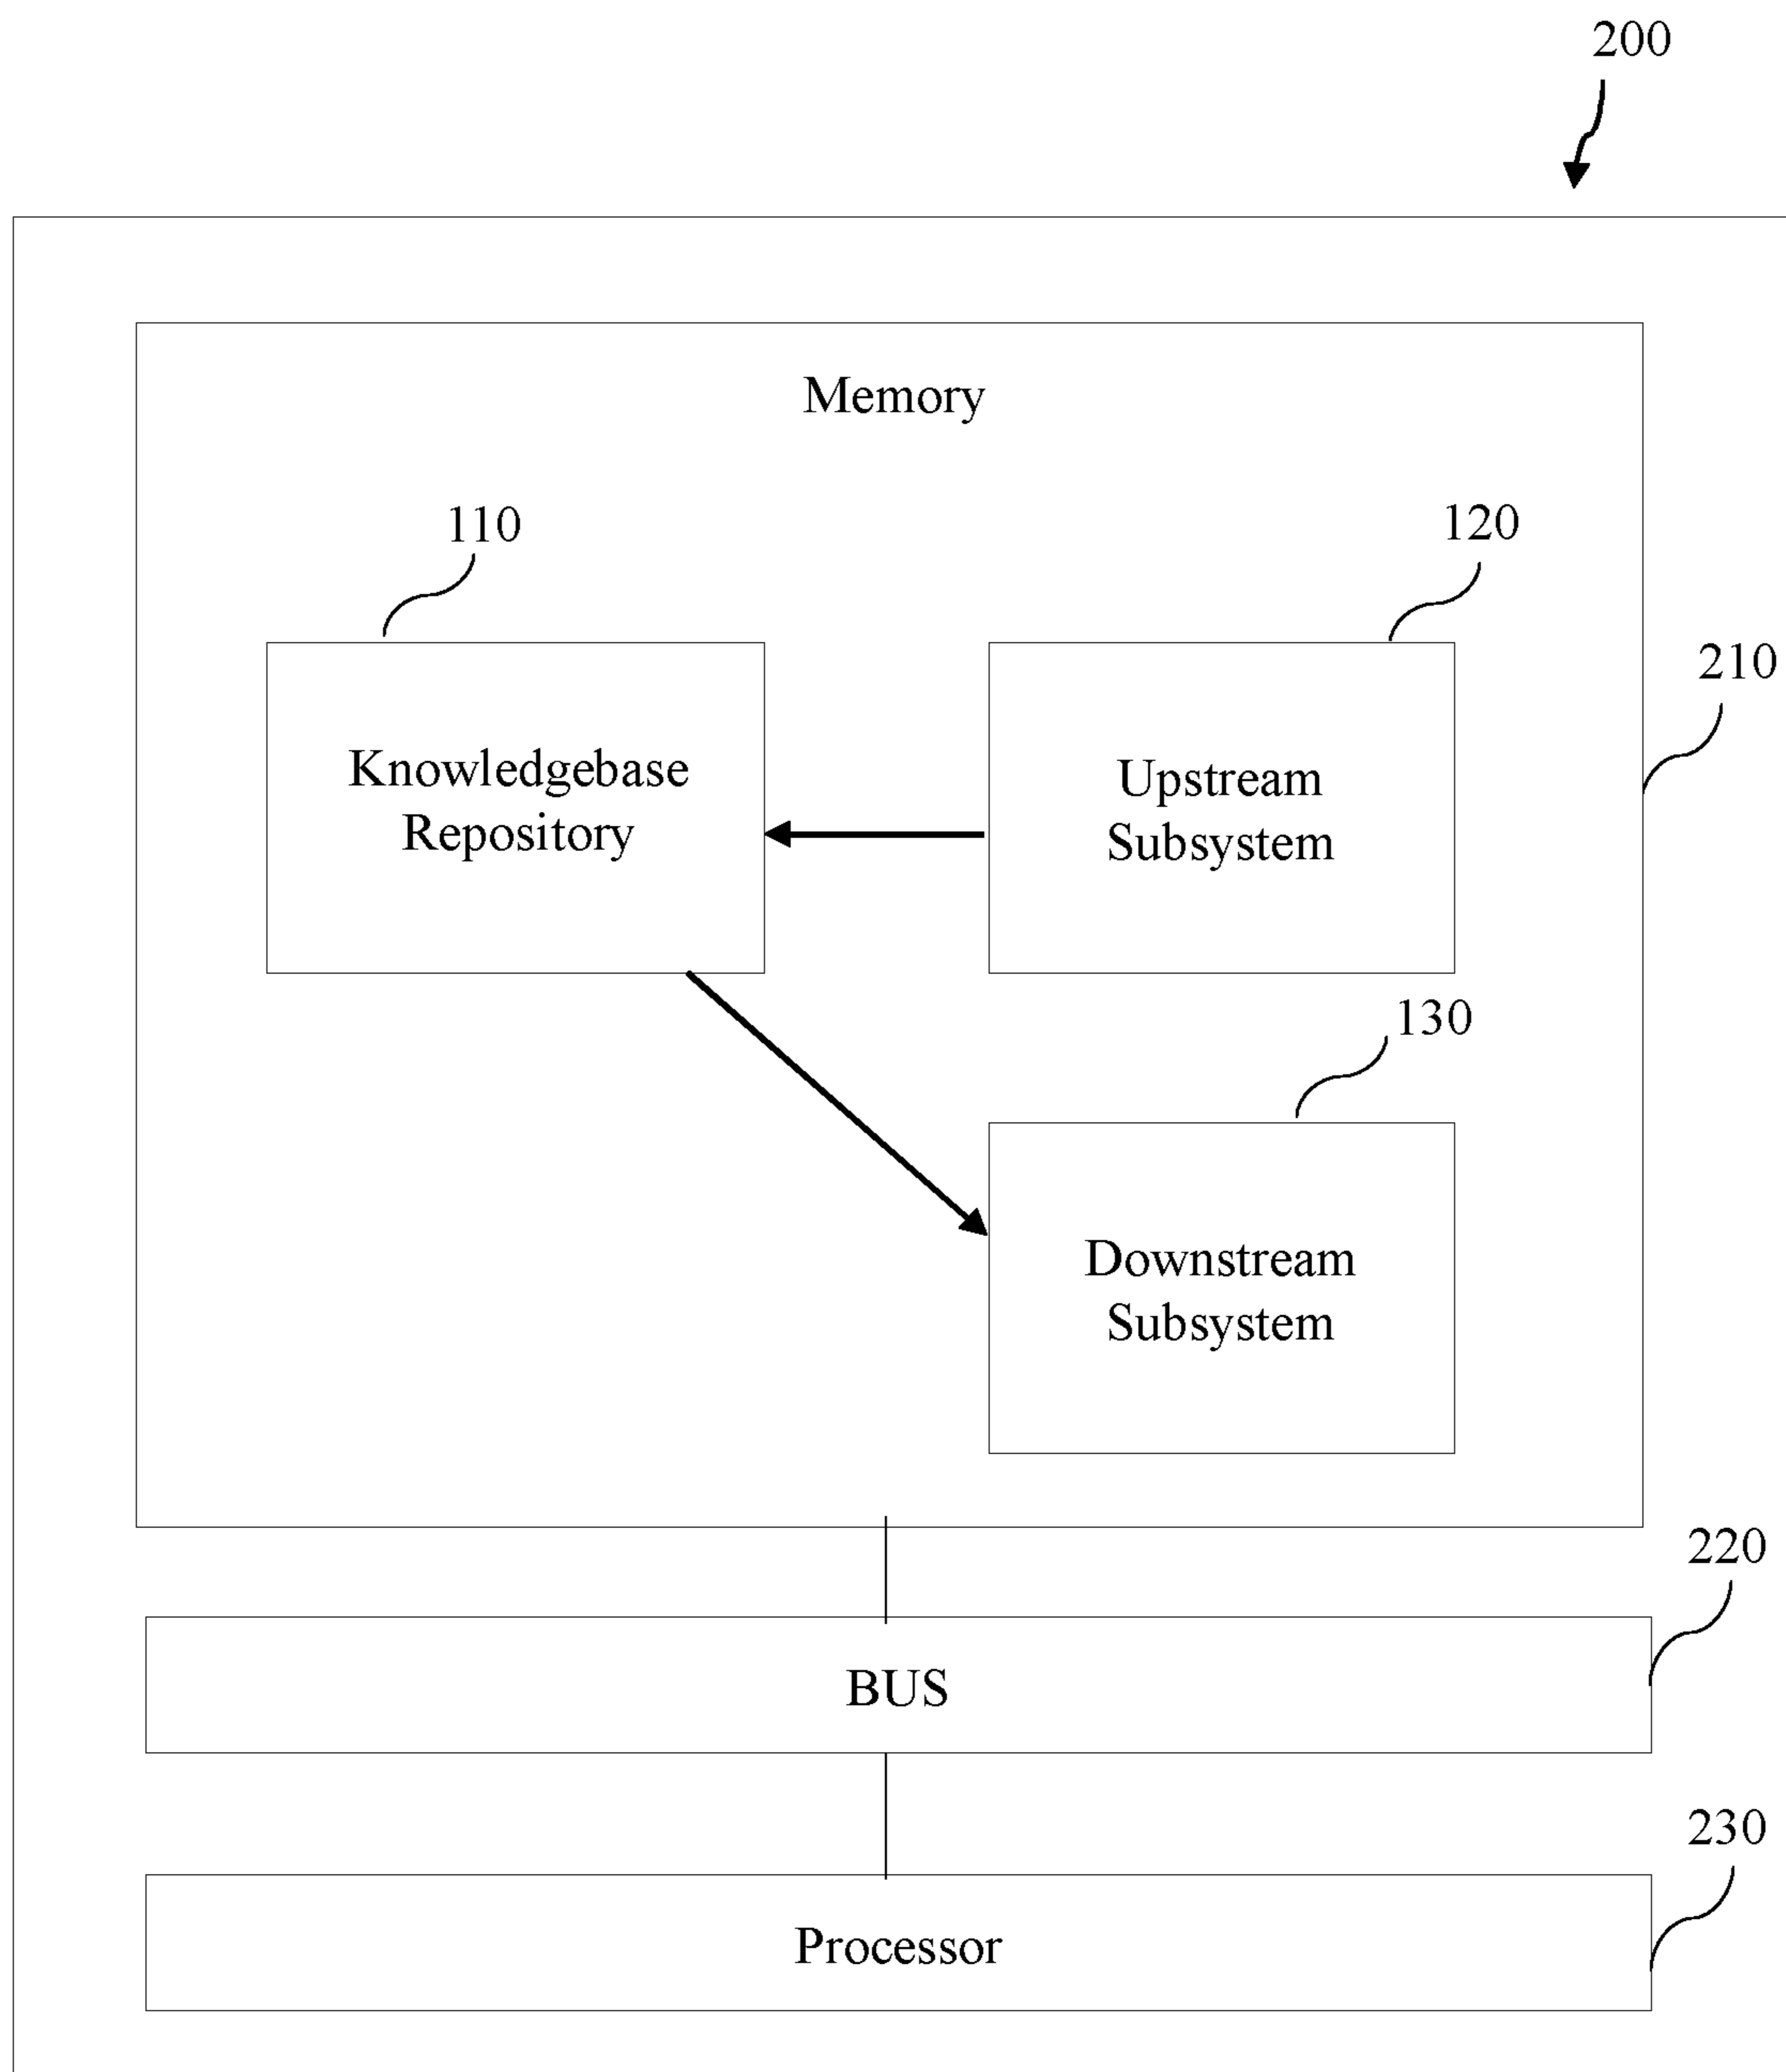 200
Memory
110
120
210
Knowledgebase
Repository
Upstream
Subsystem
130
Downstream
Subsystem
220
BUS
230
Processor